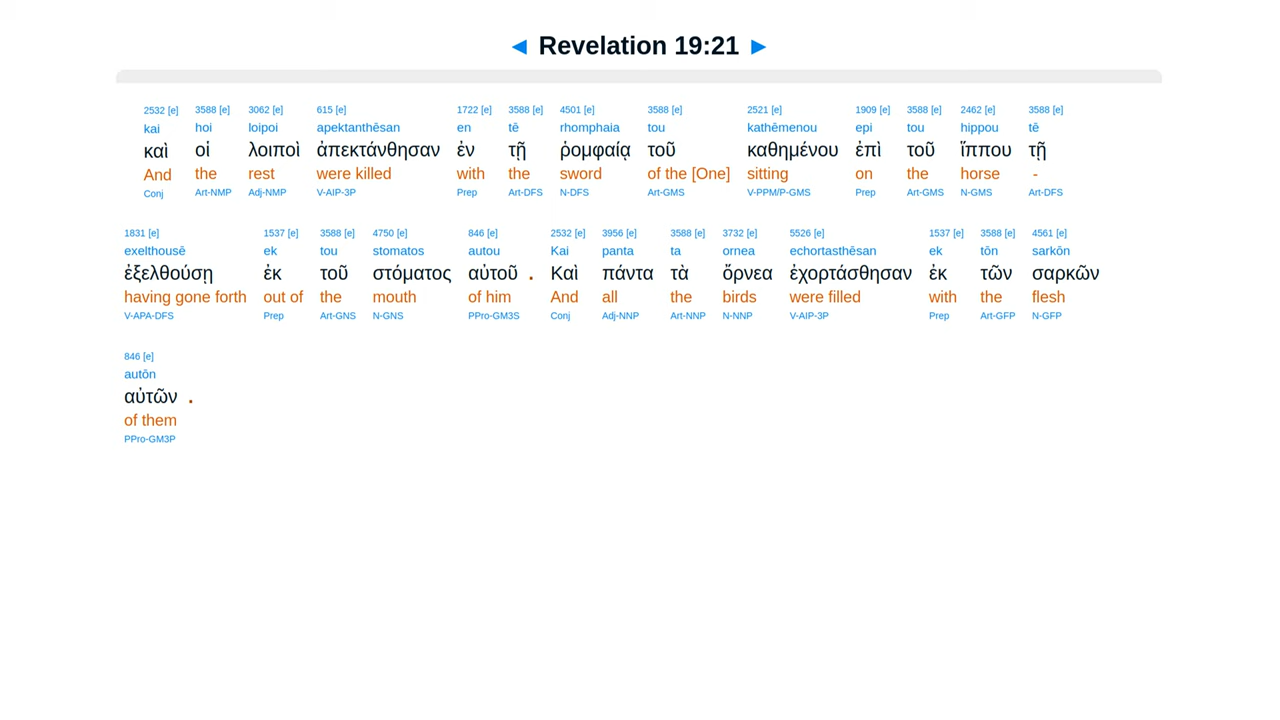 ◄ Revelation 19:21 ►
2532 [e] 3588 [e] 3062 [e] 615 [e] 1722 [e] 3588 [e] 4501 [e] 3588 [e] 2521 [e] 1909 [e] 3588 [e] 2462 [e] 3588 [e]
kai hoi loipoi apektanthēsan en tē rhomphaia tou kathēmenou epi tou hippou tē
καὶ οἱ λοιποὶ ἀπεκτάνθησαν ἐν τῇ ῥομφαίᾳ τοῦ καθημένου ἐπὶ τοῦ ἵππου τῇ
And the rest were killed with the sword of the [One] sitting on the horse -
Conj Art-NMP Adj-NMP V-AIP-3P Prep Art-DFS N-DFS Art-GMS V-PPM/P-GMS Prep Art-GMS N-GMS Art-DFS
1831 [e] 1537 [e] 3588 [e] 4750 [e] 846 [e] 2532 [e] 3956 [e] 3588 [e] 3732 [e] 5526 [e] 1537 [e] 3588 [e] 4561 [e]
exelthousē ek tou stomatos autou Kai panta ta ornea echortasthēsan ek tōn sarkōn
ἐξελθούσῃ ἐκ τοῦ στόματος αὐτοῦ . Καὶ πάντα τὰ ὄρνεα ἐχορτάσθησαν ἐκ τῶν σαρκῶν
having gone forth out of the mouth of him And all the birds were filled with the flesh
V-APA-DFS Prep Art-GNS N-GNS PPro-GM3S Conj Adj-NNP Art-NNP N-NNP V-AIP-3P Prep Art-GFP N-GFP
846 [e]
autōn
αὐτῶν .
of them
PPro-GM3P